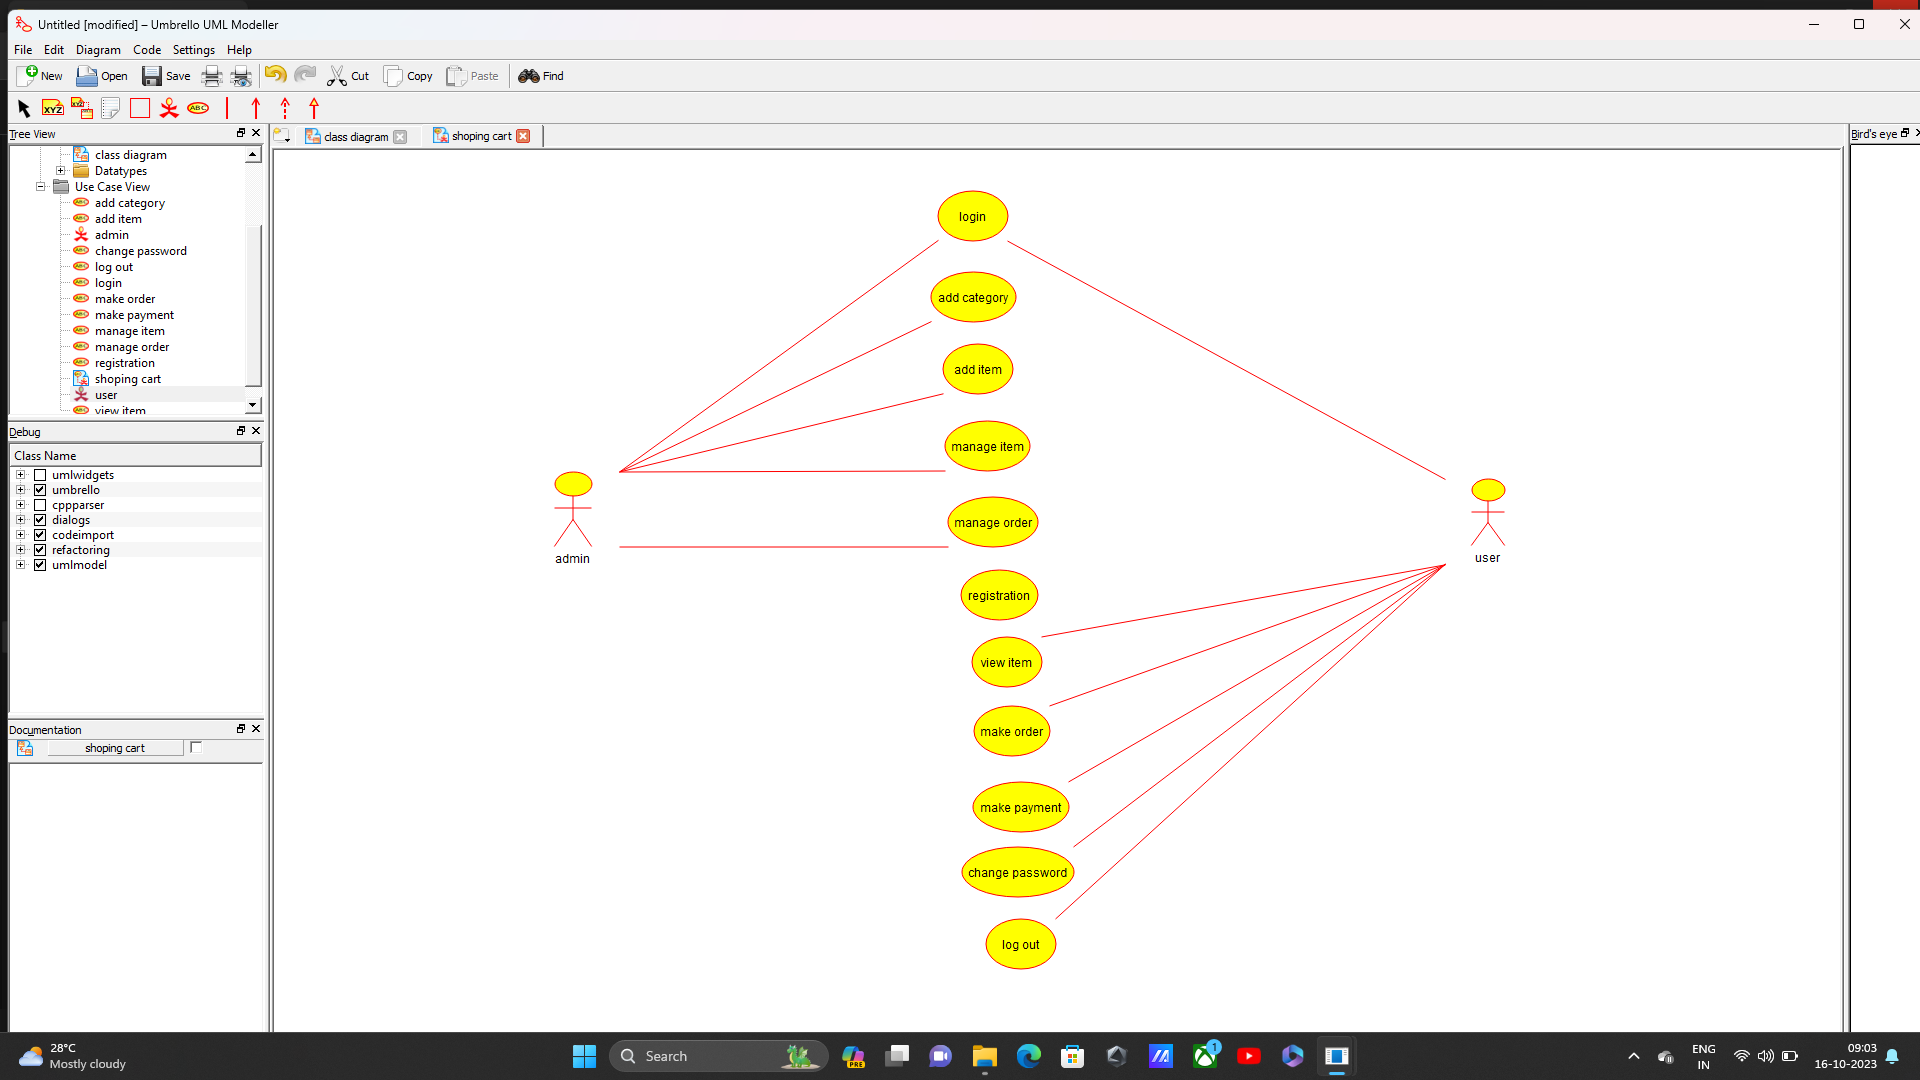 Untitled [modified] – Umbrello UML Modeller
File Edit Diagram Code Settings Help
New Open Save Cut Copy Paste Find
XYZ XYZ ABC
Tree View
class diagram
Datatypes
Use Case View
add category
add item
admin
change password
log out
login
make order
make payment
manage item
manage order
registration
shoping cart
user
view item
Debug
Class Name
umlwidgets
umbrello
cppparser
dialogs
codeimport
refactoring
umlmodel
Documentation
shoping cart
class diagram shoping cart
login
add category
add item
manage item
manage order
registration
view item
make order
make payment
change password
log out
admin
user
Bird's eye
28°C
Mostly cloudy
Search
PRE
1
ENG
IN
09:03
16-10-2023